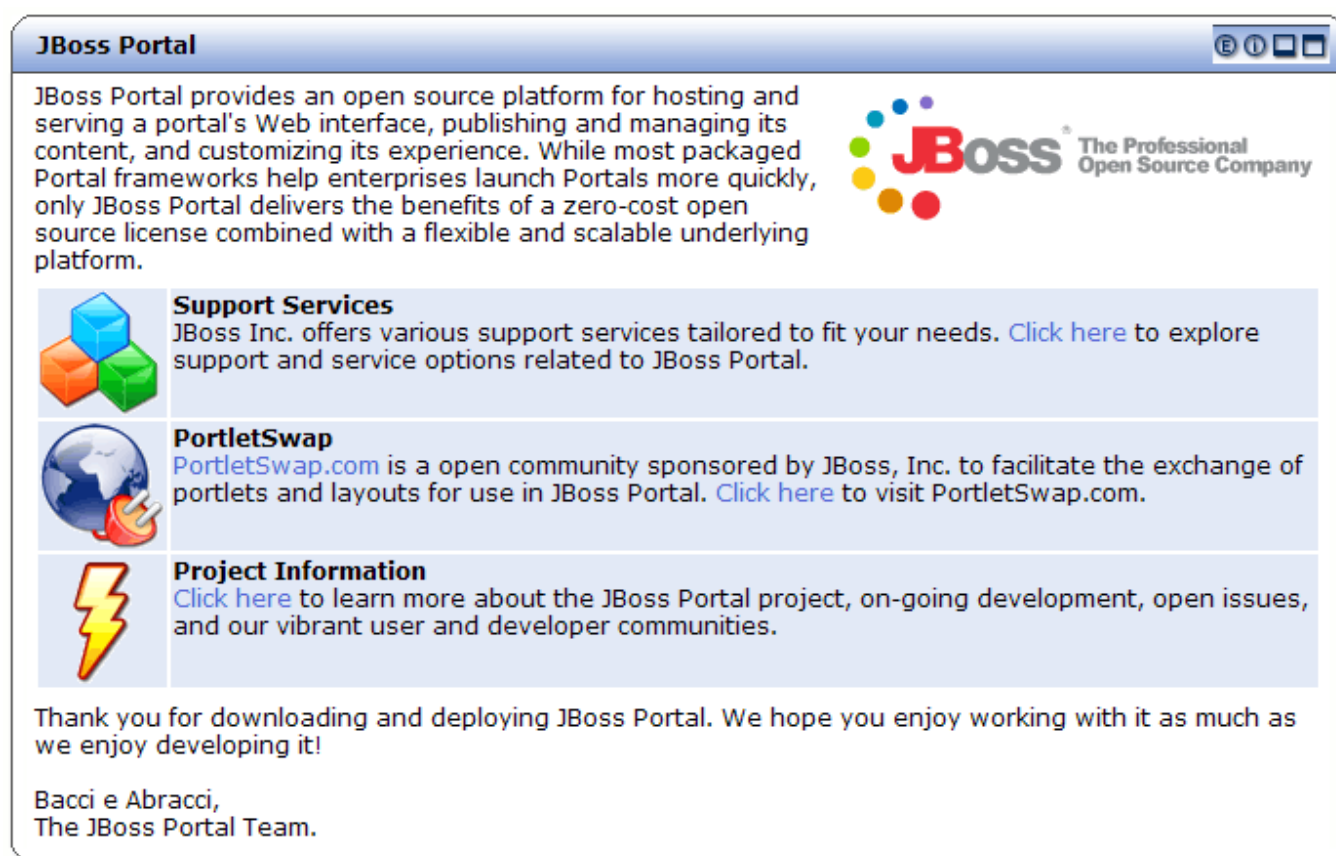 JBoss Portal
JBoss Portal provides an open source platform for hosting and
serving a portal's Web interface, publishing and managing its
content, and customizing its experience. While most packaged
Portal frameworks help enterprises launch Portals more quickly,
only JBoss Portal delivers the benefits of a zero-cost open
source license combined with a flexible and scalable underlying
platform.
JBoss® The Professional
Open Source Company
Support Services
JBoss Inc. offers various support services tailored to fit your needs. Click here to explore
support and service options related to JBoss Portal.
PortletSwap
PortletSwap.com is a open community sponsored by JBoss, Inc. to facilitate the exchange of
portlets and layouts for use in JBoss Portal. Click here to visit PortletSwap.com.
Project Information
Click here to learn more about the JBoss Portal project, on-going development, open issues,
and our vibrant user and developer communities.
Thank you for downloading and deploying JBoss Portal. We hope you enjoy working with it as much as
we enjoy developing it!
Bacci e Abracci,
The JBoss Portal Team.